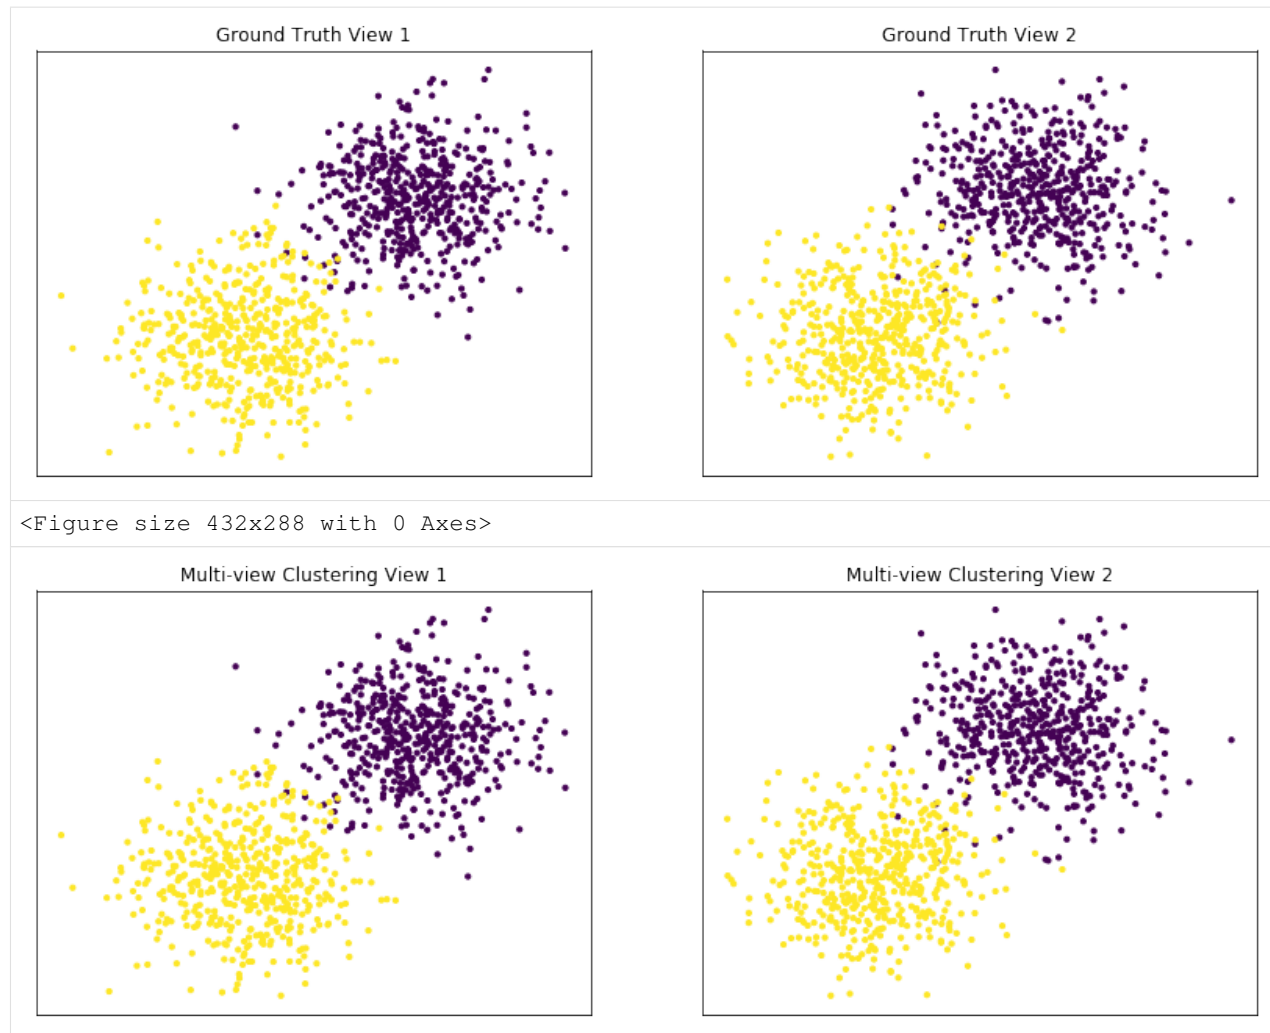 Ground Truth View 1
Ground Truth View 2
<Figure size 432x288 with 0 Axes>
Multi-view Clustering View 1
Multi-view Clustering View 2